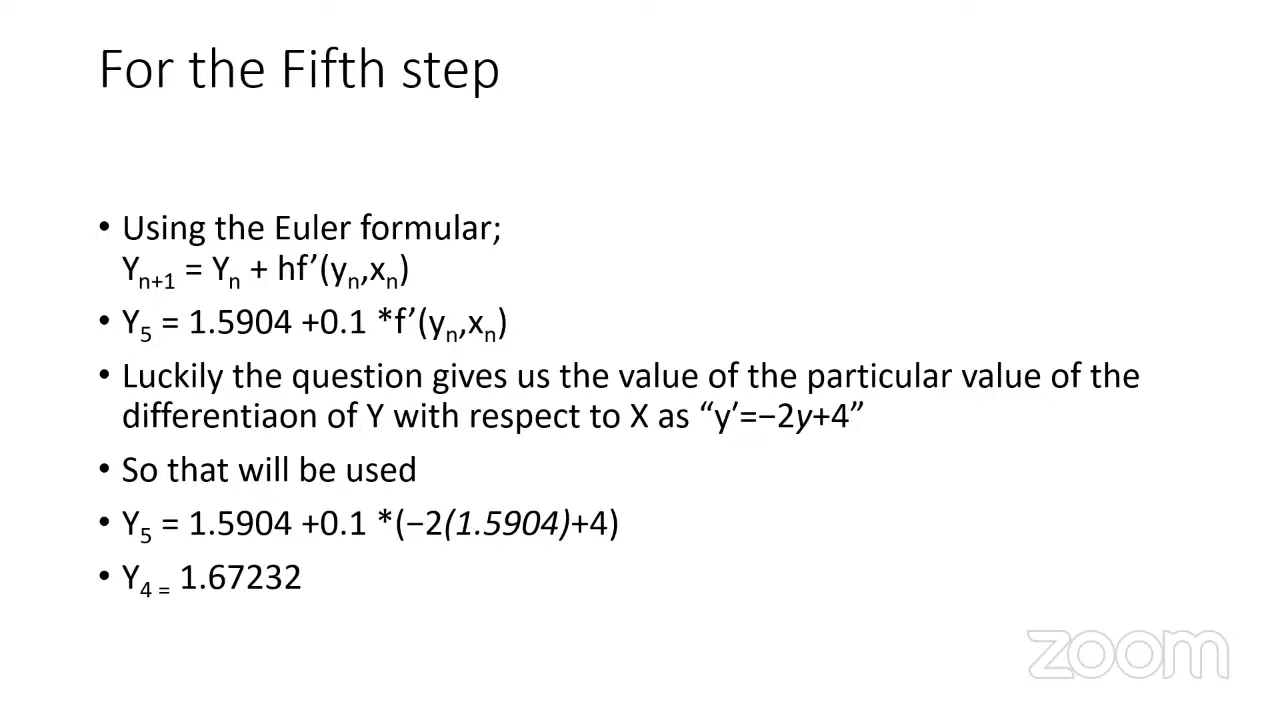 For the Fifth step
• Using the Euler formular;
Yn+1 = Yn + hf’(yn,xn)
• Y5 = 1.5904 +0.1 *f’(yn,xn)
• Luckily the question gives us the value of the particular value of the
differentiaon of Y with respect to X as “y′=−2y+4”
• So that will be used
• Y5 = 1.5904 +0.1 *(−2(1.5904)+4)
• Y4 = 1.67232
zoom